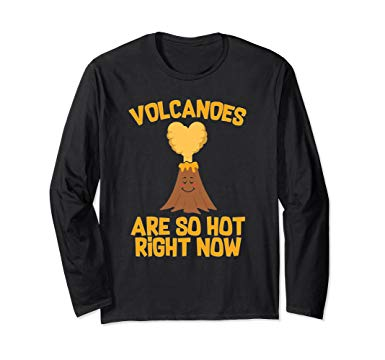 VOLCANOES
ARE SO HOT
RIGHT NOW